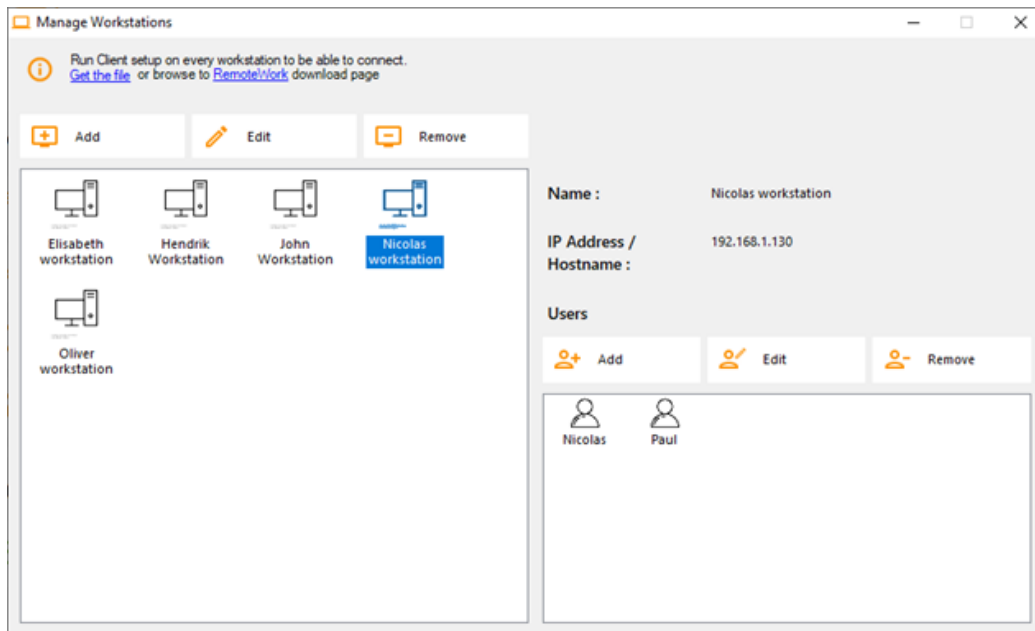 Manage Workstations
Run Client setup on every workstation to be able to connect.
Get the file or browse to RemoteWork download page
Add
Edit
Remove
Elisabeth
workstation
Hendrik
Workstation
John
Workstation
Nicolas
workstation
Oliver
workstation
Name :
Nicolas workstation
IP Address /
Hostname :
192.168.1.130
Users
Add
Edit
Remove
Nicolas
Paul